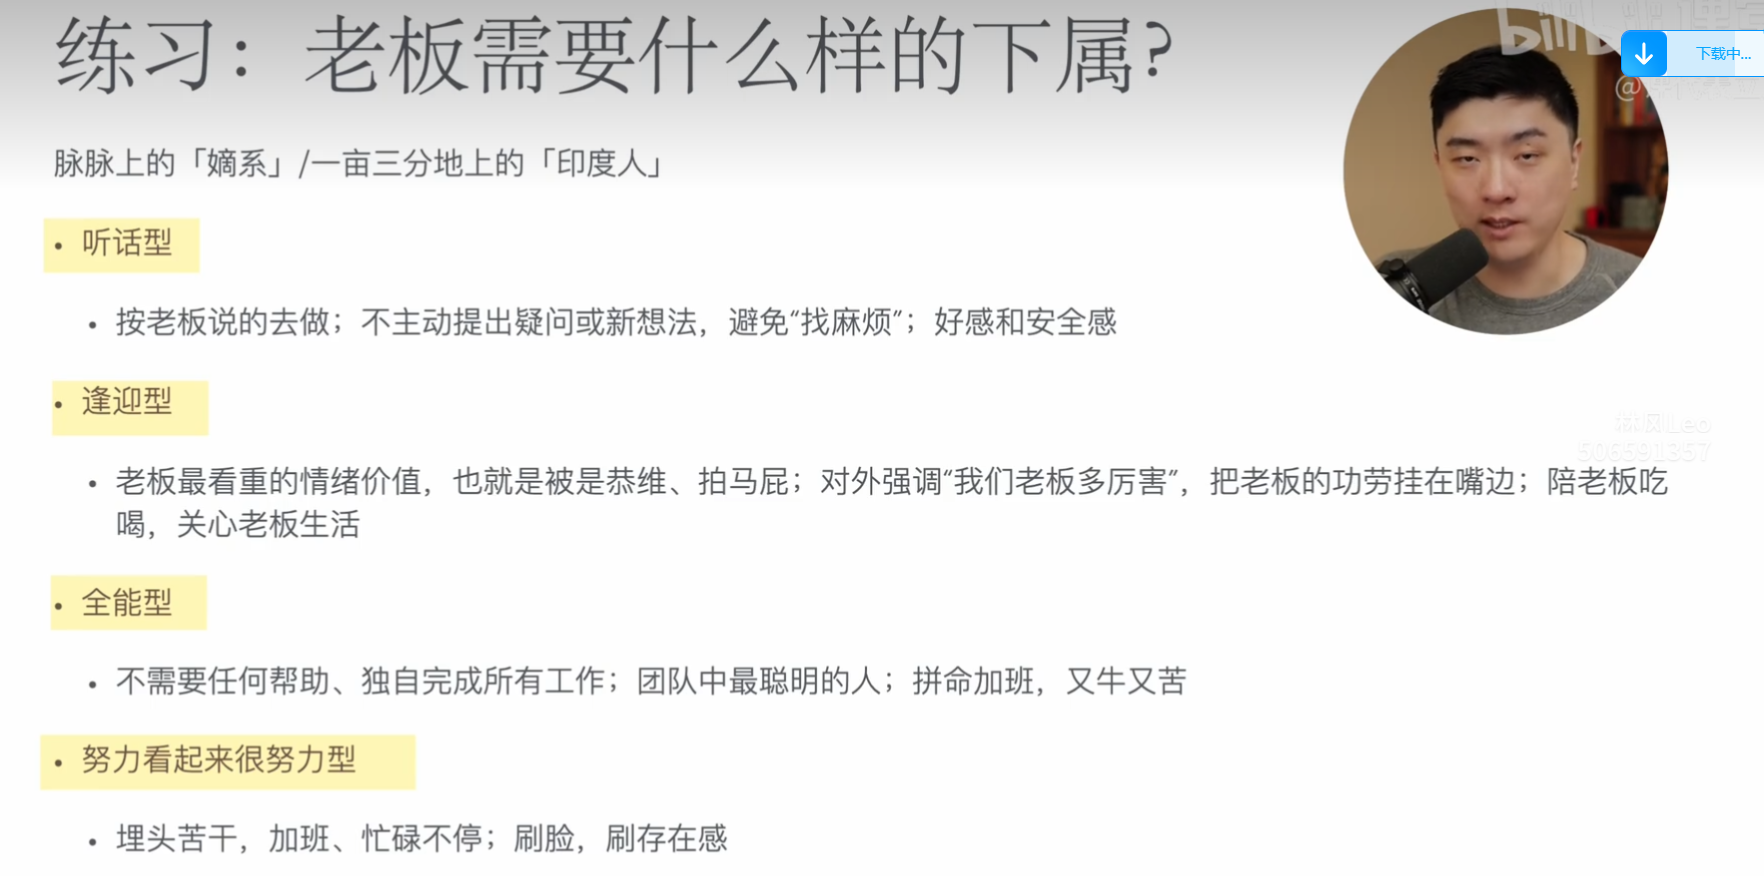 练习：老板需要什么样的下属？
下载中...
脉脉上的「嫡系」/一亩三分地上的「印度人」
• 听话型
• 按老板说的去做；不主动提出疑问或新想法，避免“找麻烦”；好感和安全感
• 逢迎型
林风Leo
506591357
• 老板最看重的情绪价值，也就是被是恭维、拍马屁；对外强调“我们老板多厉害”，把老板的功劳挂在嘴边；陪老板吃
喝，关心老板生活
• 全能型
• 不需要任何帮助、独自完成所有工作；团队中最聪明的人；拼命加班，又牛又苦
• 努力看起来很努力型
• 埋头苦干，加班、忙碌不停；刷脸，刷存在感